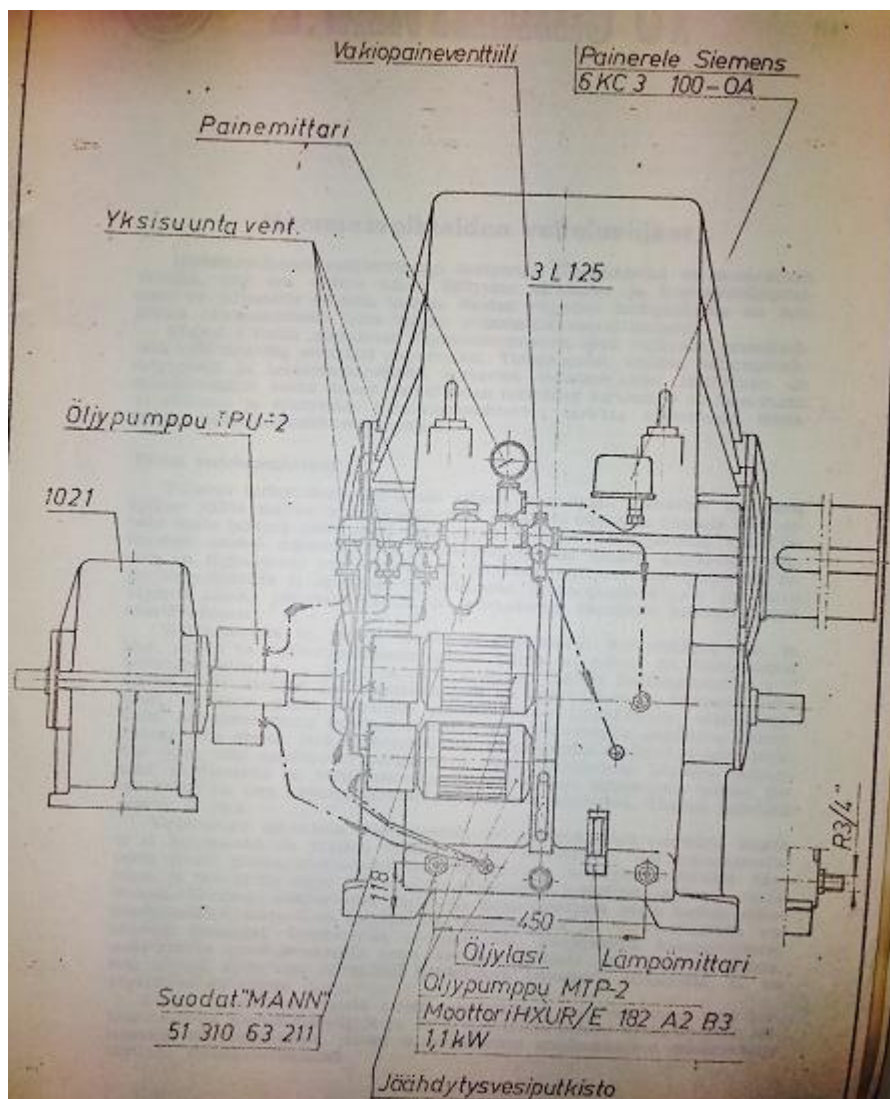 Vakiopaineventtiili
Painerele Siemens
6 KC 3 100-0A
Painemittari
Yksisuunta vent.
3 L 125
Öljypumppu TPU-2
1021
R3/4"
118
450
Öljylasi
Lämpömittari
Suodat."MANN"
51 310 63 211
Öljypumppu MTP-2
Moottori HXUR/E 182 A2 B3
1,1 kW
Jäähdytysvesiputkisto